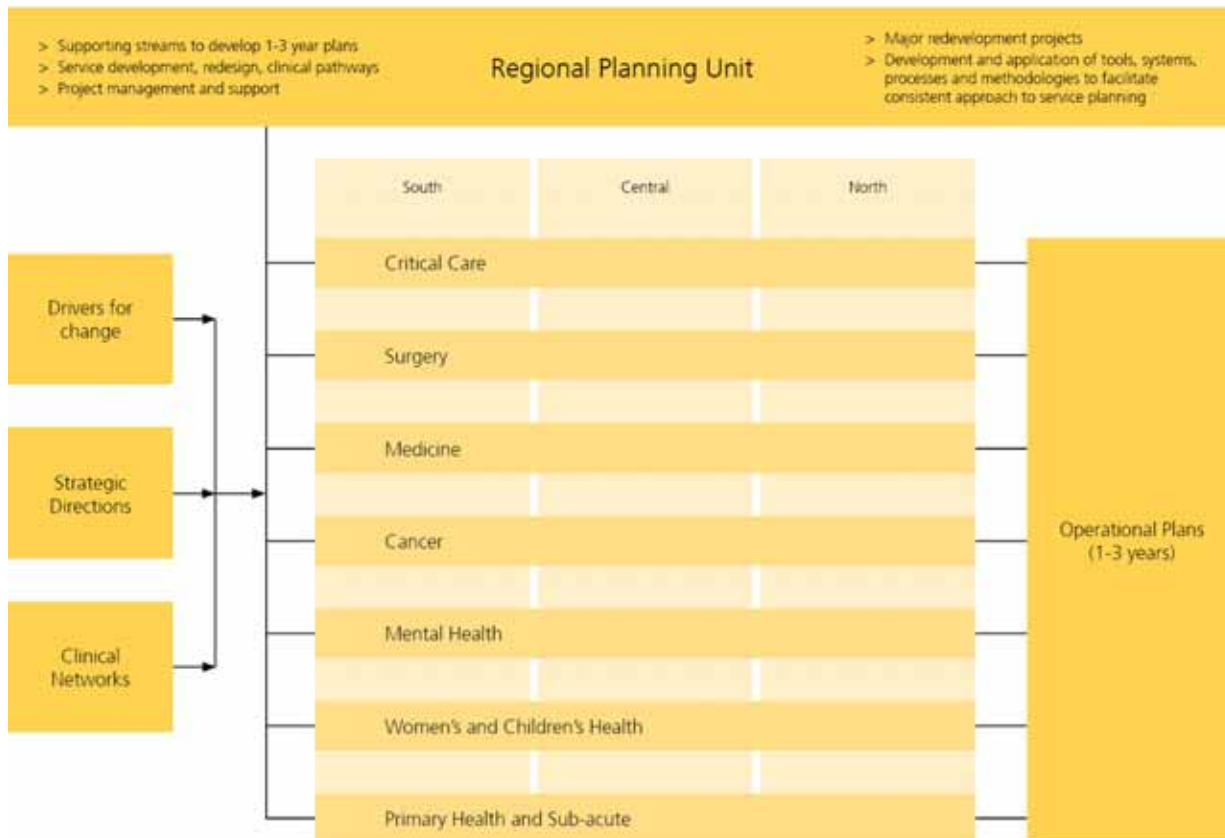 > Supporting streams to develop 1-3 year plans
> Service development, redesign, clinical pathways
> Project management and support
Regional Planning Unit
> Major redevelopment projects
> Development and application of tools, systems,
processes and methodologies to facilitate
consistent approach to service planning
South
Central
North
Critical Care
Surgery
Medicine
Cancer
Mental Health
Women's and Children's Health
Primary Health and Sub-acute
Drivers for
change
Strategic
Directions
Clinical
Networks
Operational Plans
(1-3 years)